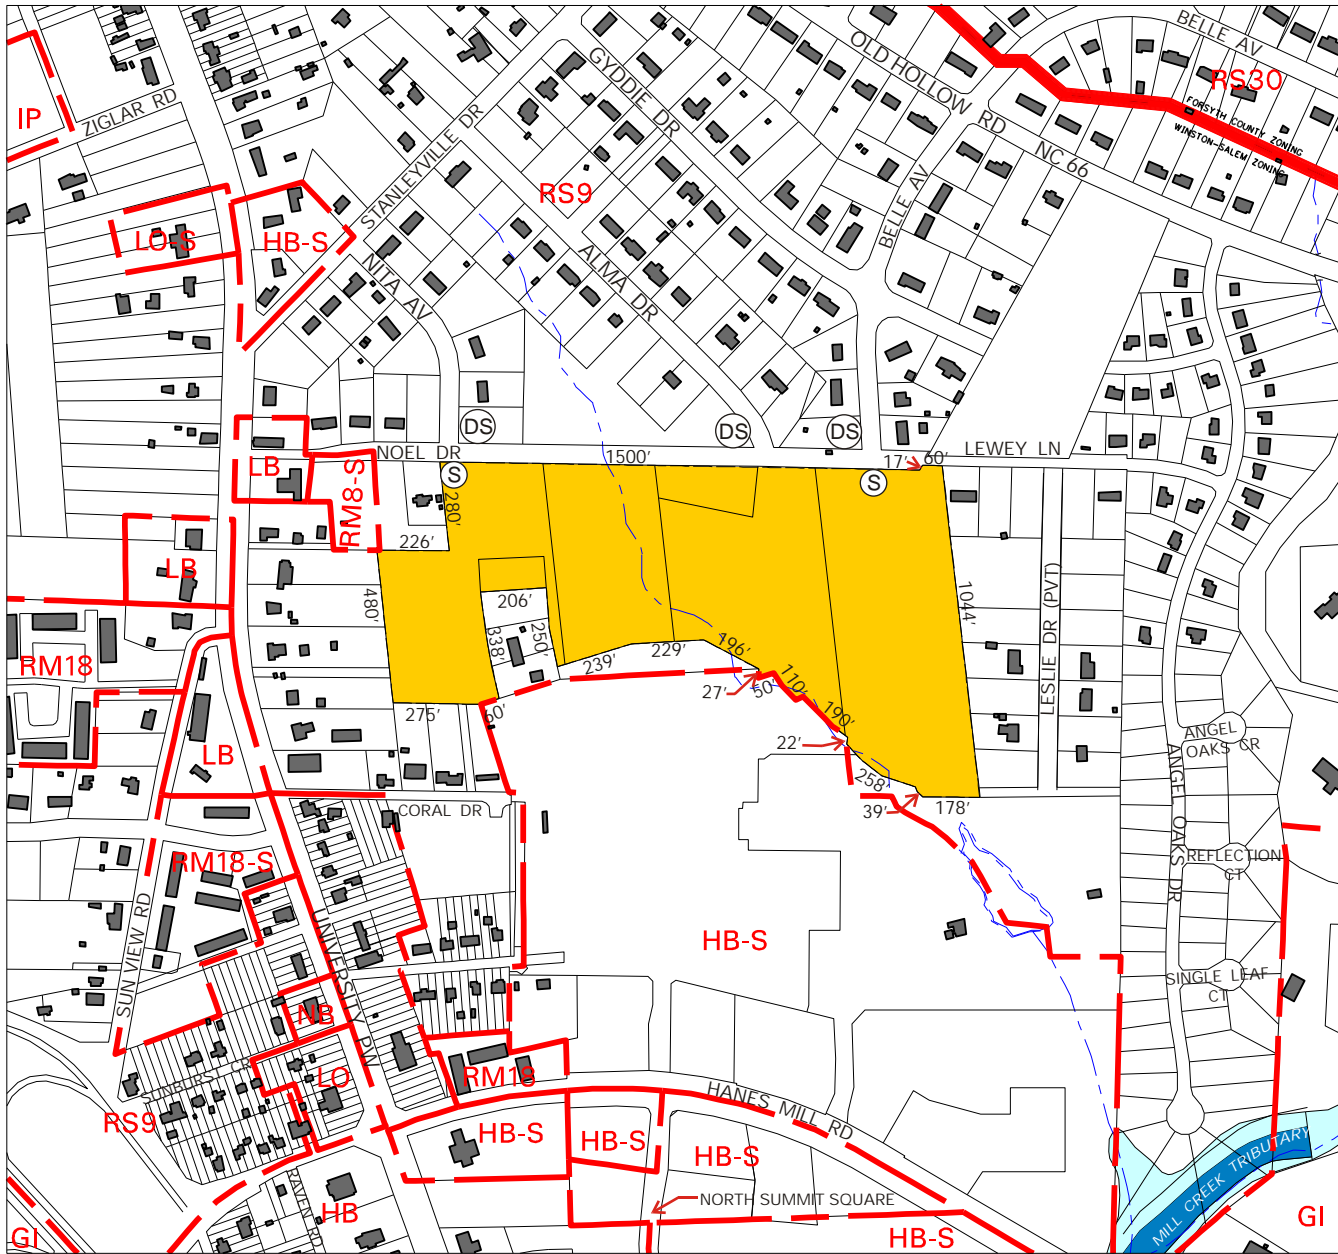 BELLE AV
OLD HOLLOW RD
GYDDIE DR
RS30
IP
ZIGLAR RD
FORSYTH COUNTY ZONING
WINSTON-SALEM ZONING
STANLEYVILLE DR
NC 66
RS9
BELLE AV
LO-S
HB-S
ALMA DR
NITA AV
DS
DS
DS
NOEL DR
1500'
LEWEY LN
17'
60'
LB
RM8-S
S
S
280'
226'
LB
480'
206'
338'
250'
1044'
LESLIE DR (PVT)
RM18
239'
229'
496'
27'
50'
110'
190'
275'
60'
22'
LB
ANGEL
OAKS CR
258'
39'
178'
CORAL DR
ANGEL OAKS DR
RM18-S
REFLECTION
CT
UNIVERSITY PW
SUN VIEW RD
HB-S
SINGLE LEAF
CT
NB
SUNBURST CR
LO
RM18
RS9
HANES MILL RD
HB-S
HB-S
HB-S
MILL CREEK TRIBUTARY
RAVEN RD
HB
NORTH SUMMIT SQUARE
GI
HB-S
GI